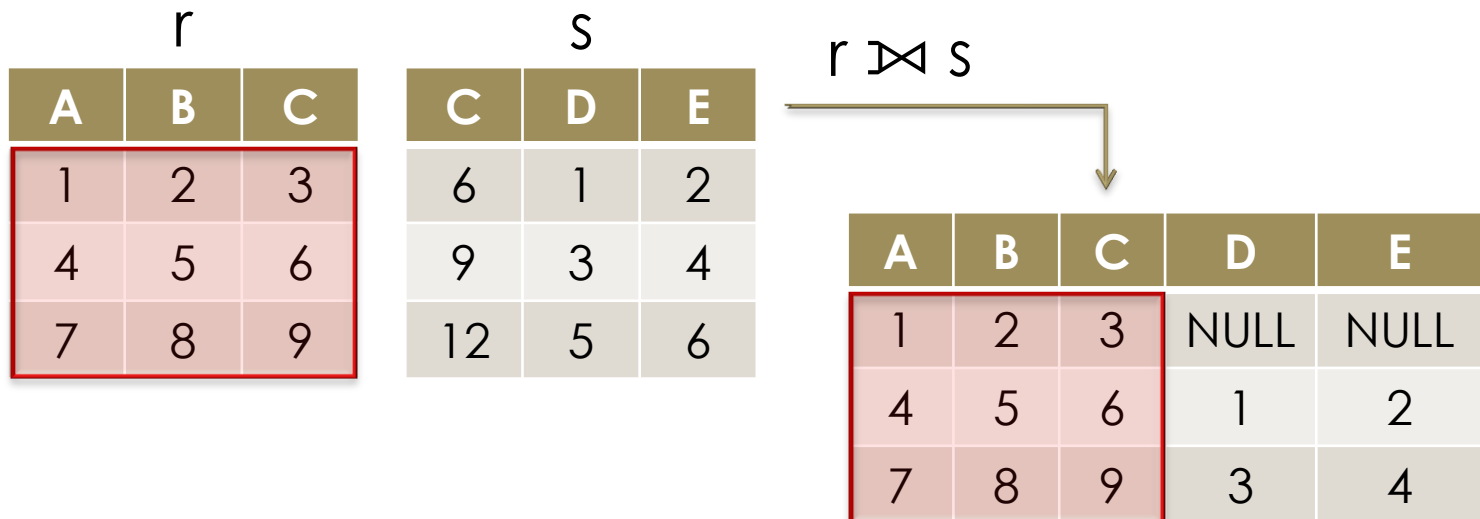 r
A B C
1 2 3
4 5 6
7 8 9
s
C D E
6 1 2
9 3 4
12 5 6
r ⟕ s
A B C D E
1 2 3 NULL NULL
4 5 6 1 2
7 8 9 3 4